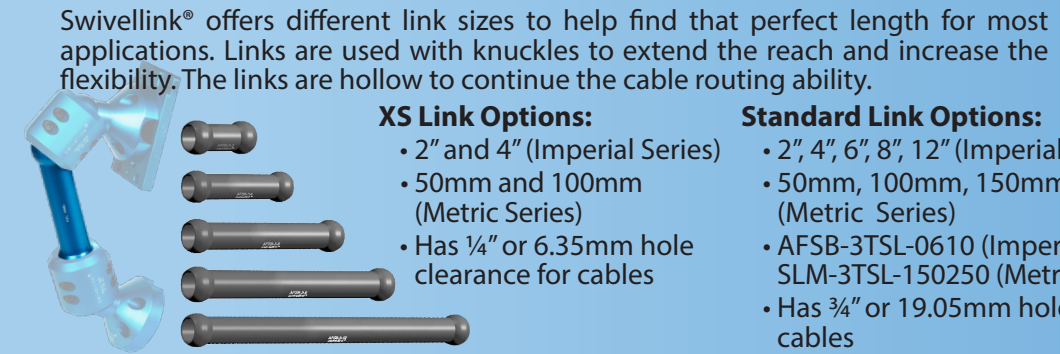 Swivellink® offers different link sizes to help find that perfect length for most
applications. Links are used with knuckles to extend the reach and increase the
flexibility. The links are hollow to continue the cable routing ability.
XS Link Options:
• 2” and 4” (Imperial Series)
• 50mm and 100mm
(Metric Series)
• Has ¼” or 6.35mm hole
clearance for cables
Standard Link Options:
• 2”, 4”, 6”, 8”, 12” (Imperial
• 50mm, 100mm, 150mm
(Metric Series)
• AFSB-3TSL-0610 (Imper
SLM-3TSL-150250 (Metr
• Has ¾” or 19.05mm hole
cables